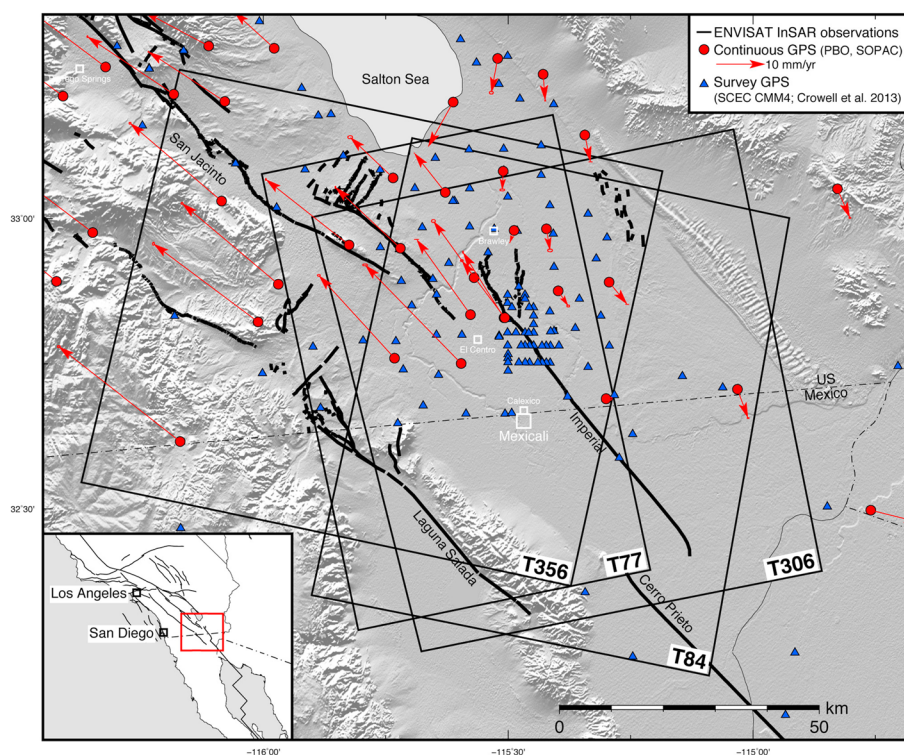 ENVISAT InSAR observations
Continuous GPS (PBO, SOPAC)
10 mm/yr
Survey GPS
(SCEC CMM4; Crowell et al. 2013)
Salton Sea
Springs
San Jacinto
33°00'
Brawley
El Centro
US
Mexico
Calexico
Mexicali
Imperial
32°30'
Laguna Salada
T356
T77
T306
Cerro Prieto
T84
Los Angeles
San Diego
km
0
50
−116°00'
−115°30'
−115°00'